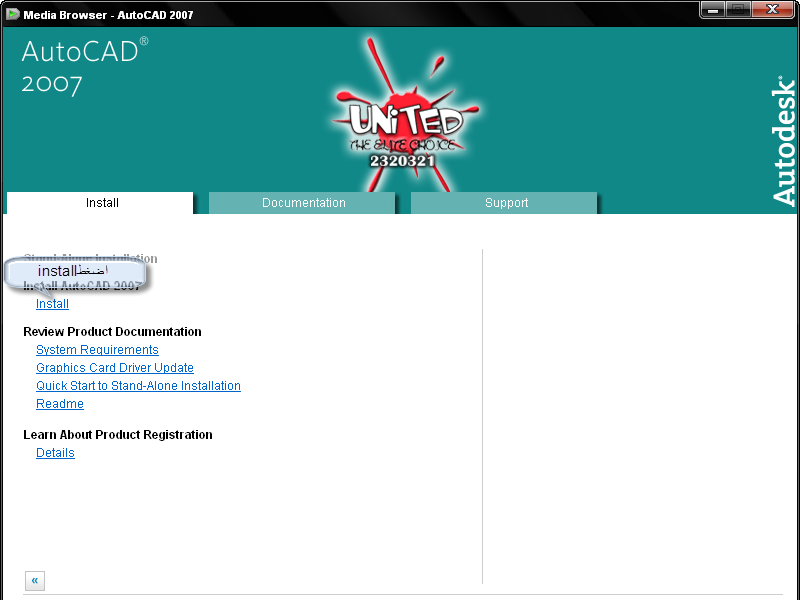 Media Browser - AutoCAD 2007
AutoCAD®
2007
UNiTED
THE ELITE CHOICE
2320321
Autodesk®
Install
Documentation
Support
Stand-Alone Installation
اضغطinstall
Install AutoCAD 2007
Install
Review Product Documentation
System Requirements
Graphics Card Driver Update
Quick Start to Stand-Alone Installation
Readme
Learn About Product Registration
Details
«